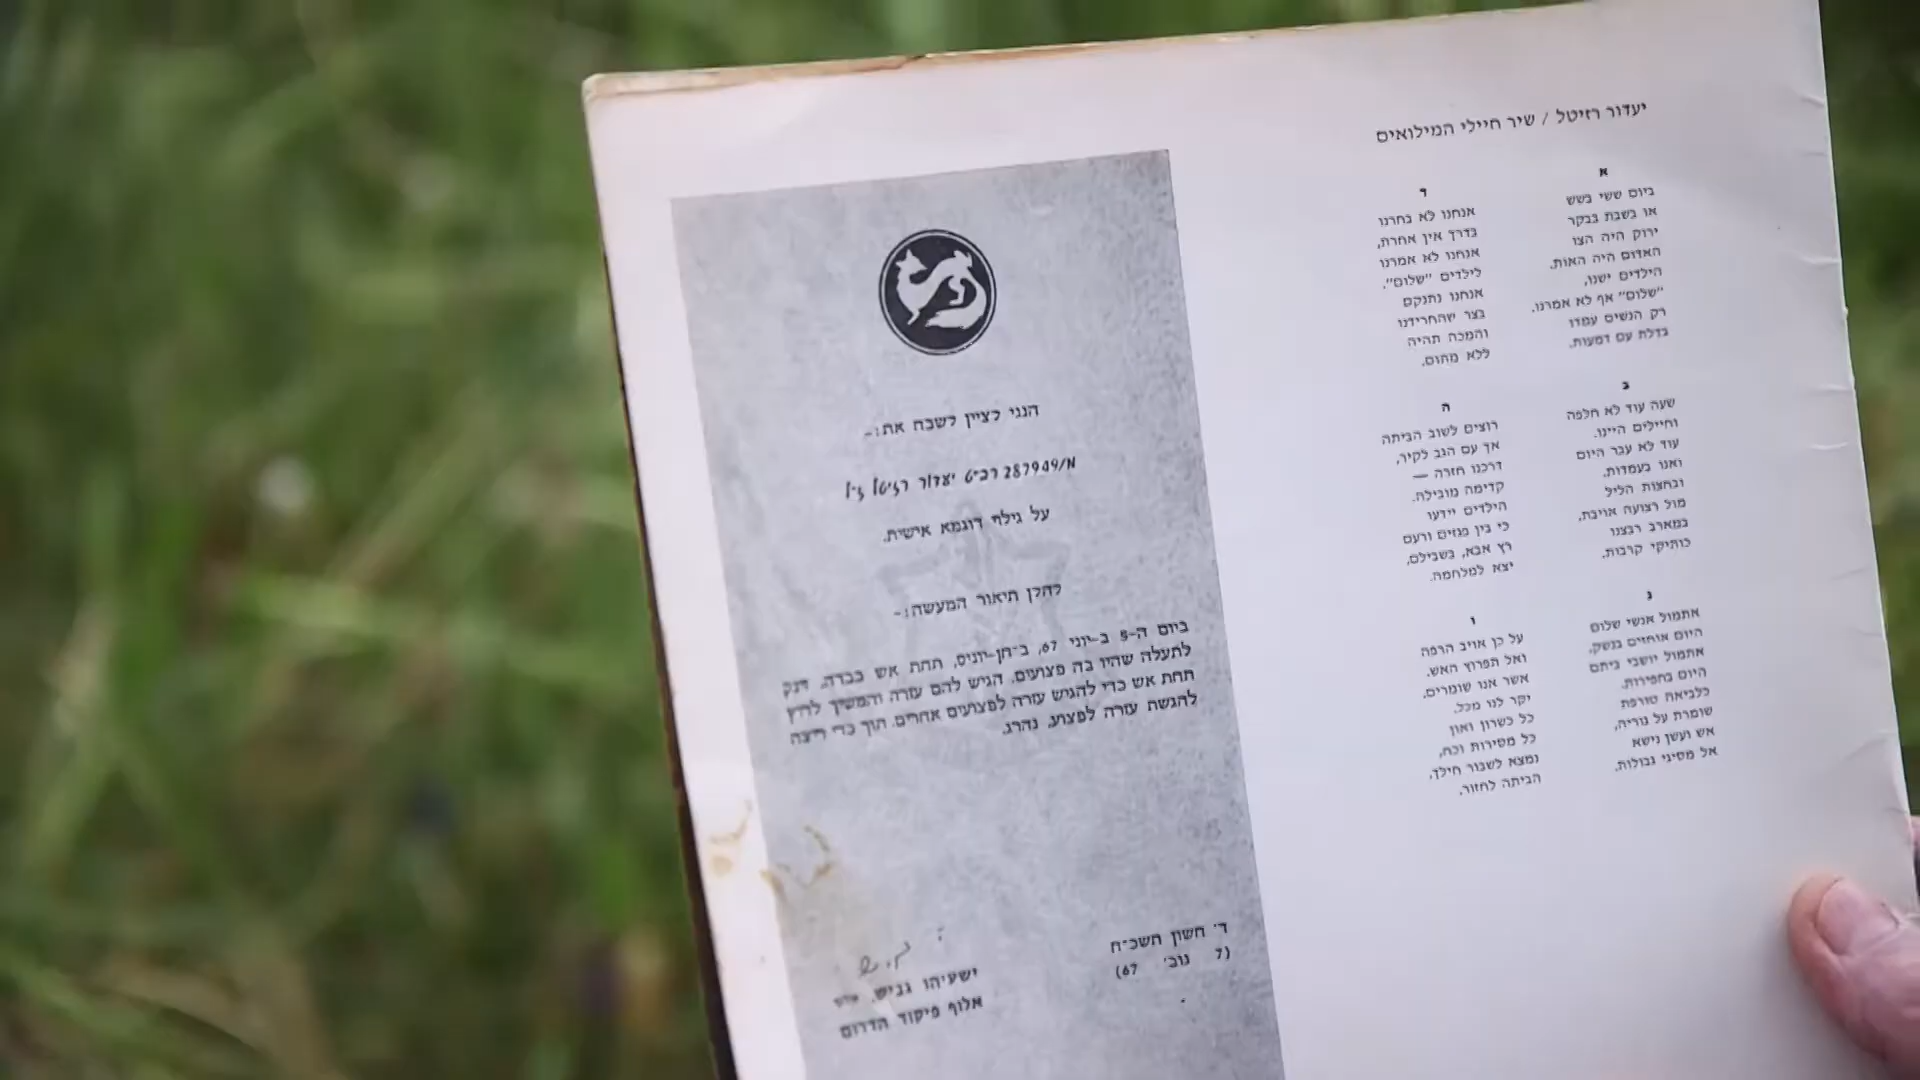 יעדור רזיטל / שיר חיילי המילואים
א
ביום ששי בשש
או בשבת בבקר
ירוק היה הצו
האדום היה האות.
הילדים ישנו,
"שלום" אף לא אמרנו,
רק הנשים עמדו
בדלת עם דמעות.
ב
שעה עוד לא חלפה
וחיילים היינו.
עוד לא עבר היום
ואנו בעמדות.
ובחצות הליל
מול רצועה אויבת,
במארב רבצנו
כותיקי קרבות.
ג
אתמול אנשי שלום
היום אוחזים בנשק,
אתמול יושבי ביתם
היום בחפירות.
כלביאה טורפת
שומרת על גוריה,
אש ועשן נישא
אל מסיגי גבולות.
ד
אנחנו לא בחרנו
בדרך אין אחרת,
אנחנו לא אמרנו
לילדים "שלום".
אנחנו נתנקם
בצר שהחרידנו
והמכה תהיה
ללא מחום.
ה
רוצים לשוב הביתה
אך עם הגב לקיר,
דרכנו חזרה —
קדימה מובילה.
הילדים יידעו
כי בין פגזים ורעם
רץ אבא, בשבילם,
יצא למלחמה.
ו
על כן אויב הרפה
ואל תפרוץ האש.
אשר אנו שומרים,
יקר לנו מכל.
כל כשרון ואון
כל מסירות וכח,
נמצא לשבור חילך,
הביתה לחזור.
הנני לציין לשבח את:-
מ/287949 רב"ט יעדור רזיטל ז"ל
על גילוי דוגמא אישית.
להלן תיאור המעשה:-
ביום ה-5 ב-יוני 67, ב-חן-יוניס, תחת אש כבדה, זינק
לתעלה שהיו בה פצועים. הגיש להם עזרה והמשיך לרוץ
תחת אש כדי להגיש עזרה לפצועים אחרים. תוך כדי ריצה
להגשת עזרה לפצוע, נהרג.
ד' חשון תשכ"ח
(7 נוב' 67)
ישעיהו גביש, אלוף
אלוף פיקוד הדרום